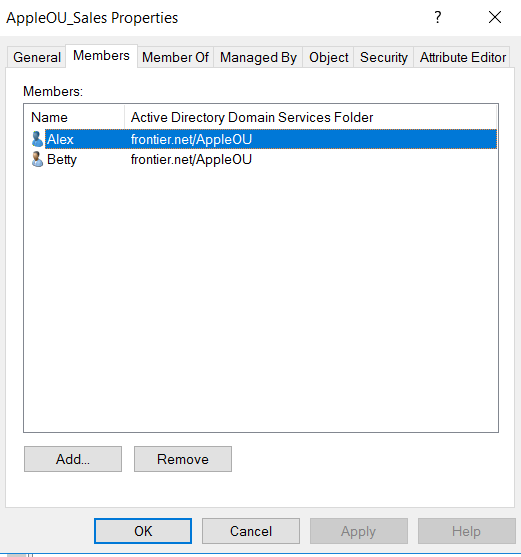 AppleOU_Sales Properties
?
General Members Member Of Managed By Object Security Attribute Editor
Members:
Name Active Directory Domain Services Folder
Alex frontier.net/AppleOU
Betty frontier.net/AppleOU
Add... Remove
OK Cancel Apply Help